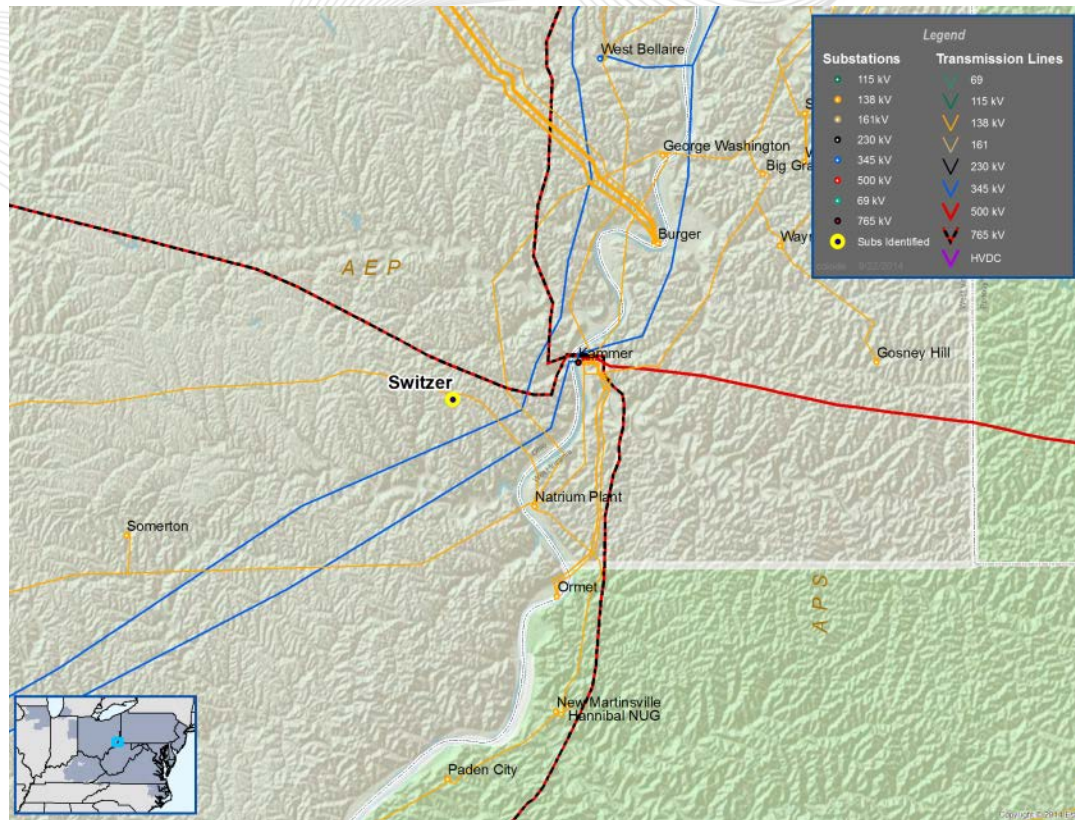 West Bellaire
George Washington
Big Gra
Burger
Way
AEP
Kammer
Gosney Hill
Switzer
Natrium Plant
Somerton
Ormet
APS
New Martinsville
Hannibal NUG
Paden City
Legend
Substations
115 kV
138 kV
161kV
230 kV
345 kV
500 kV
69 kV
765 kV
Subs Identified
Transmission Lines
69
115 kV
138 kV
161
230 kV
345 kV
500 kV
765 kV
HVDC